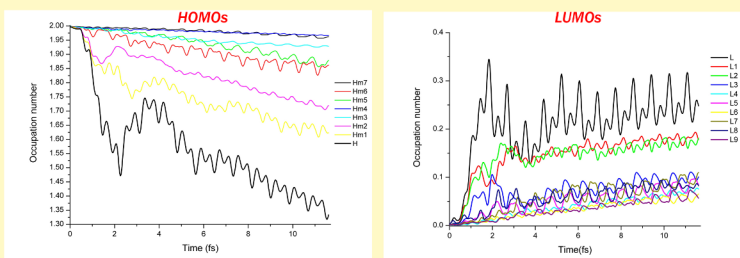 HOMOs
LUMOs
2.00
1.95
1.90
1.85
1.80
1.75
1.70
1.65
1.60
1.55
1.50
1.45
1.40
1.35
1.30
0
2
4
6
8
10
Occupation number
Time (fs)
Hm7
Hm6
Hm5
Hm4
Hm3
Hm2
Hm1
H
0.4
0.3
0.2
0.1
0.0
0
2
4
6
8
10
Occupation number
Time(fs)
L
L1
L2
L3
L4
L5
L6
L7
L8
L9